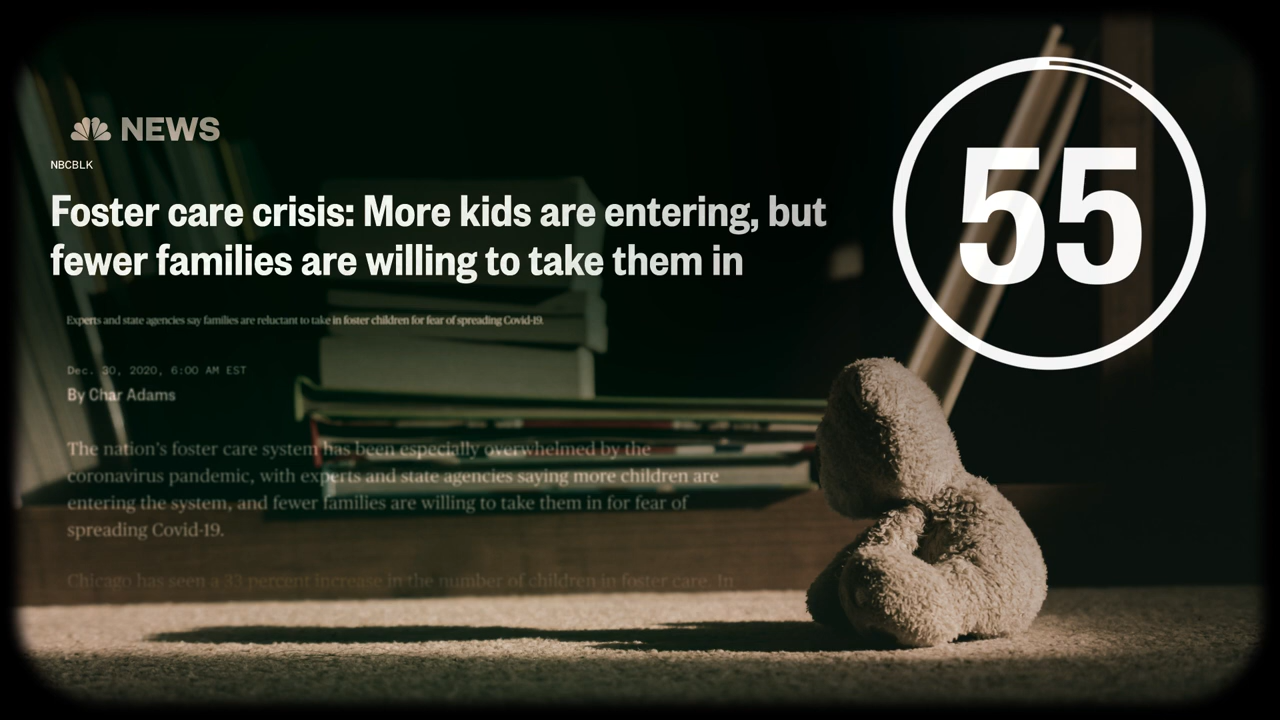 NEWS
NBCBLK
Foster care crisis: More kids are entering, but
fewer families are willing to take them in
Experts and state agencies say families are reluctant to take in foster children for fear of spreading Covid-19.
Dec. 30, 2020, 6:00 AM EST
By Char Adams
The nation's foster care system has been especially overwhelmed by the
coronavirus pandemic, with experts and state agencies saying more children are
entering the system, and fewer families are willing to take them in for fear of
spreading Covid-19.
Chicago has seen a 33 percent increase in the number of children in foster care. In
55